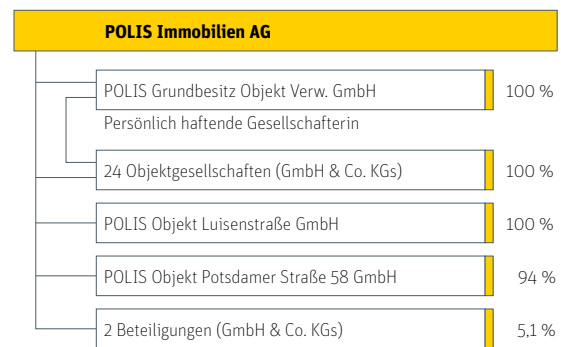 POLIS Immobilien AG
POLIS Grundbesitz Objekt Verw. GmbH 100 %
Persönlich haftende Gesellschafterin
24 Objektgesellschaften (GmbH & Co. KGs) 100 %
POLIS Objekt Luisenstraße GmbH 100 %
POLIS Objekt Potsdamer Straße 58 GmbH 94 %
2 Beteiligungen (GmbH & Co. KGs) 5,1 %